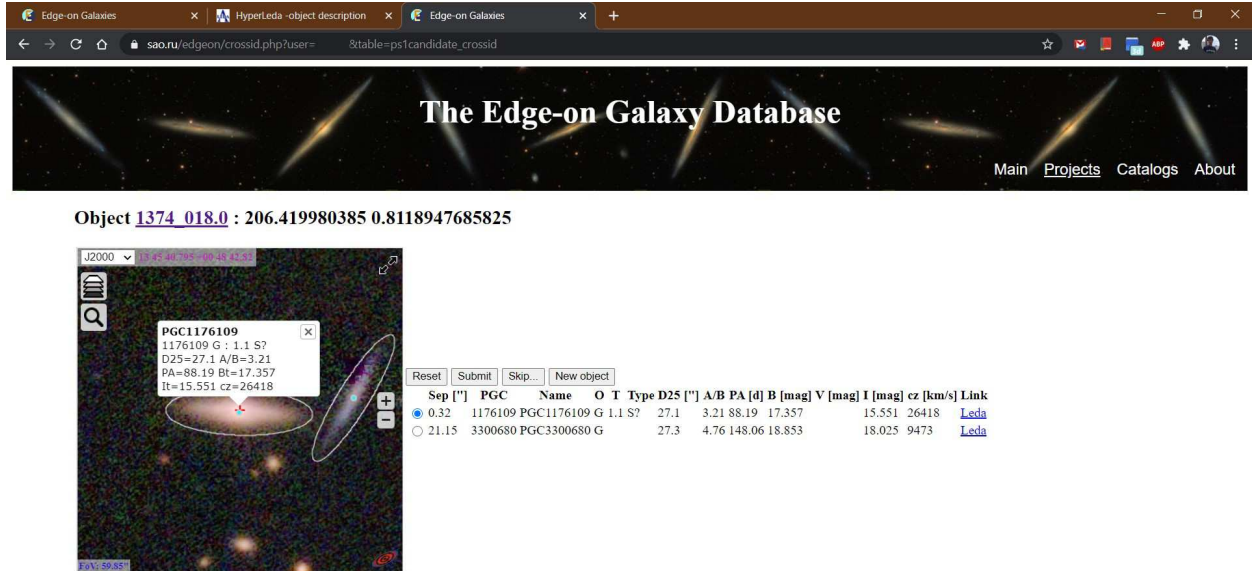 Edge-on Galaxies
HyperLeda -object description
Edge-on Galaxies
sao.ru/edgeon/crossid.php?user= &table=ps1candidate_crossid
ABP
The Edge-on Galaxy Database
Main Projects Catalogs About
Object 1374_018.0 : 206.419980385 0.8118947685825
J2000
PGC1176109
1176109 G : 1.1 S?
D25=27.1 A/B=3.21
PA=88.19 Bt=17.357
It=15.551 cz=26418
FoV: 59.85"
Reset Submit Skip... New object
Sep ["] PGC Name O T Type D25 ["] A/B PA [d] B [mag] V [mag] I [mag] cz [km/s] Link
0.32 1176109 PGC1176109 G 1.1 S? 27.1 3.21 88.19 17.357 15.551 26418 Leda
21.15 3300680 PGC3300680 G 27.3 4.76 148.06 18.853 18.025 9473 Leda